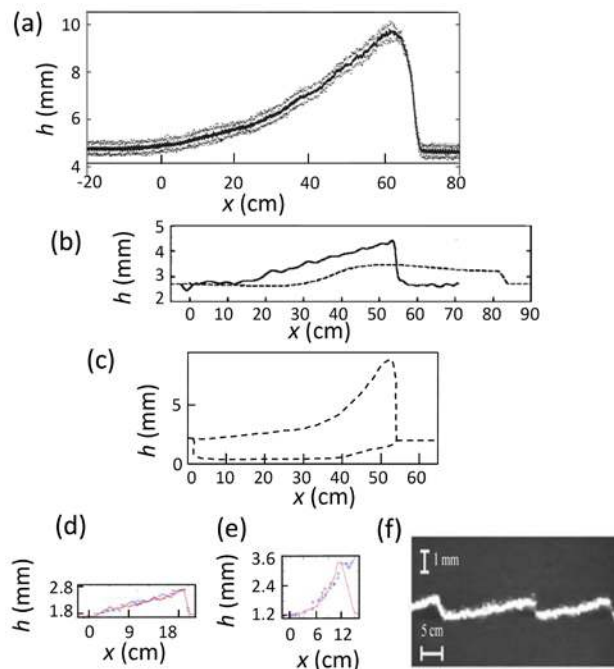 (a)
10
8
6
4
h (mm)
-20 0 20 40 60 80
x (cm)
(b)
5
4
3
2
h (mm)
0 10 20 30 40 50 60 70 80 90
x (cm)
(c)
5
0
h (mm)
0 10 20 30 40 50 60
x (cm)
(d)
2.8
1.8
h (mm)
0 9 18
x (cm)
(e)
3.6
2.4
1.2
h (mm)
0 6 12
x (cm)
(f)
1 mm
5 cm